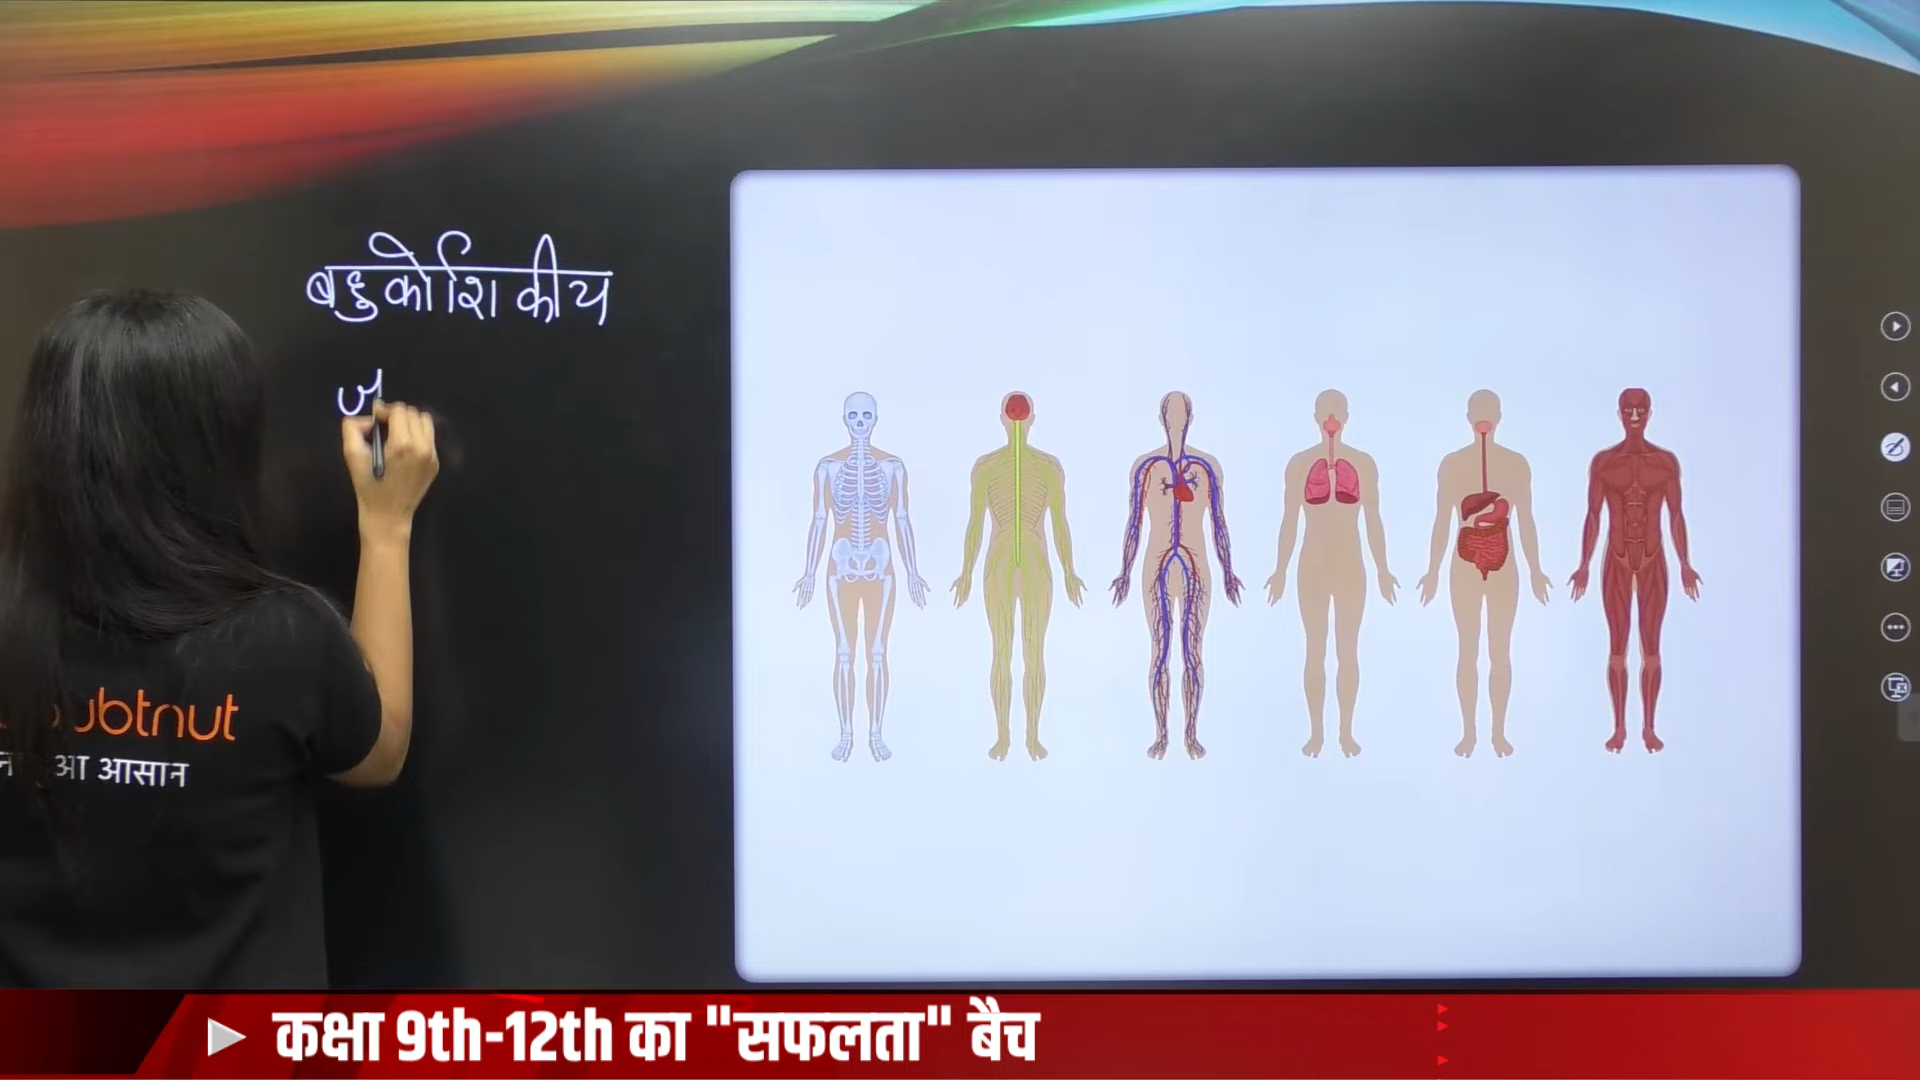 बहुकोशिकीय
ज
ubtnut
आ आसान
कक्षा 9th-12th का "सफलता" बैच